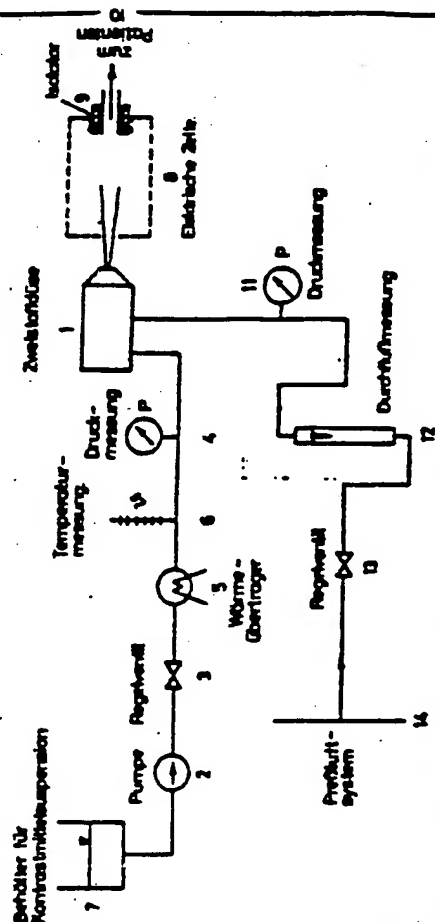 Behälter für
Kontrastmittelsuspension
7
Pumpe
2
Regelventil
3
Wärme-
übertrager
5
Temperatur-
messung
ϑ
6
Druck-
messung
P
4
Zweistoffdüse
1
Elektrische Zelle
8
Isolator
9
zum
Patienten
Druckmessung
P
11
Durchflußmessung
12
Regelventil
13
Preßluft-
system
14